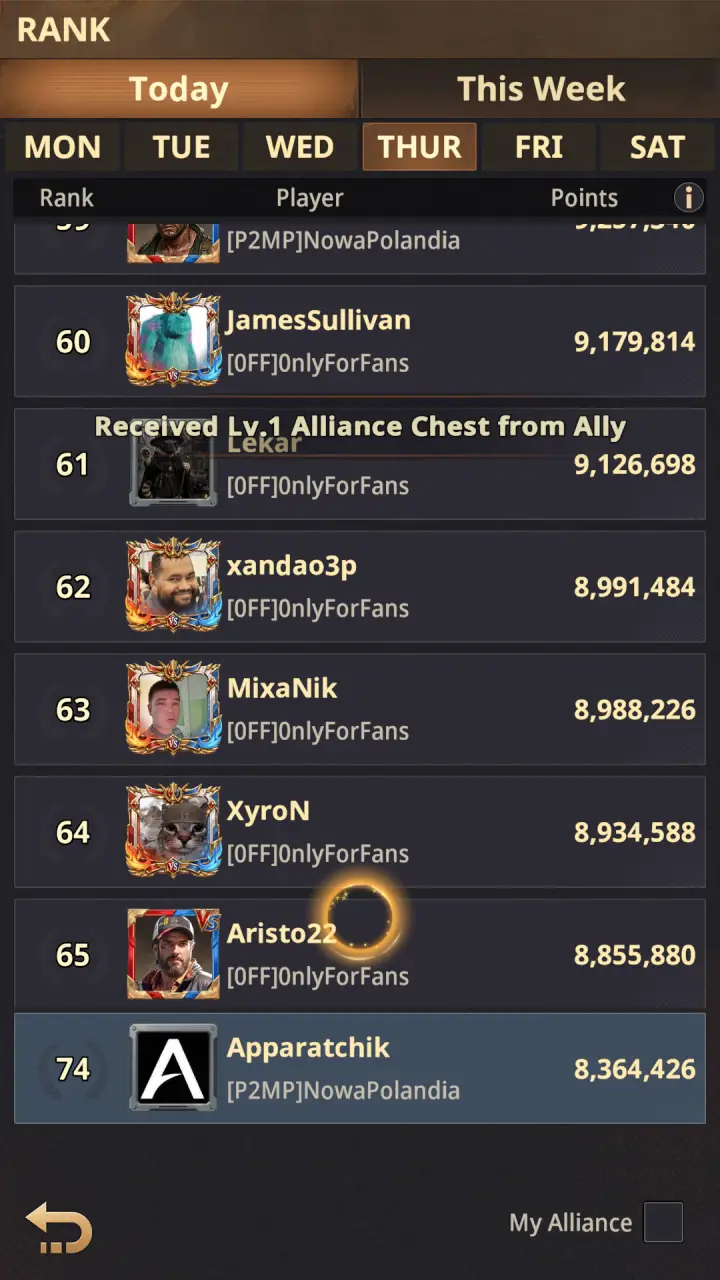 RANK
Today
This Week
MON
TUE
WED
THUR
FRI
SAT
Rank
Player
Points
[P2MP]NowaPolandia
60
JamesSullivan
[0FF]0nlyForFans
9,179,814
Received Lv.1 Alliance Chest from Ally
61
Lekar
[0FF]0nlyForFans
9,126,698
62
xandao3p
[0FF]0nlyForFans
8,991,484
63
MixaNik
[0FF]0nlyForFans
8,988,226
64
XyroN
[0FF]0nlyForFans
8,934,588
65
Aristo22
[0FF]0nlyForFans
8,855,880
74
Apparatchik
[P2MP]NowaPolandia
8,364,426
My Alliance